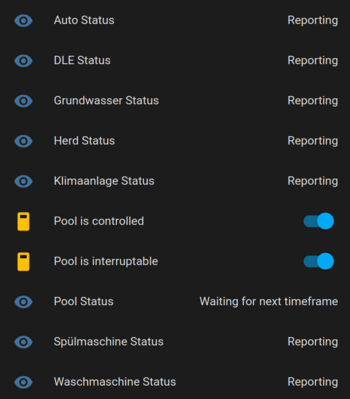 Auto Status Reporting
DLE Status Reporting
Grundwasser Status Reporting
Herd Status Reporting
Klimaanlage Status Reporting
Pool is controlled
Pool is interruptable
Pool Status Waiting for next timeframe
Spülmaschine Status Reporting
Waschmaschine Status Reporting